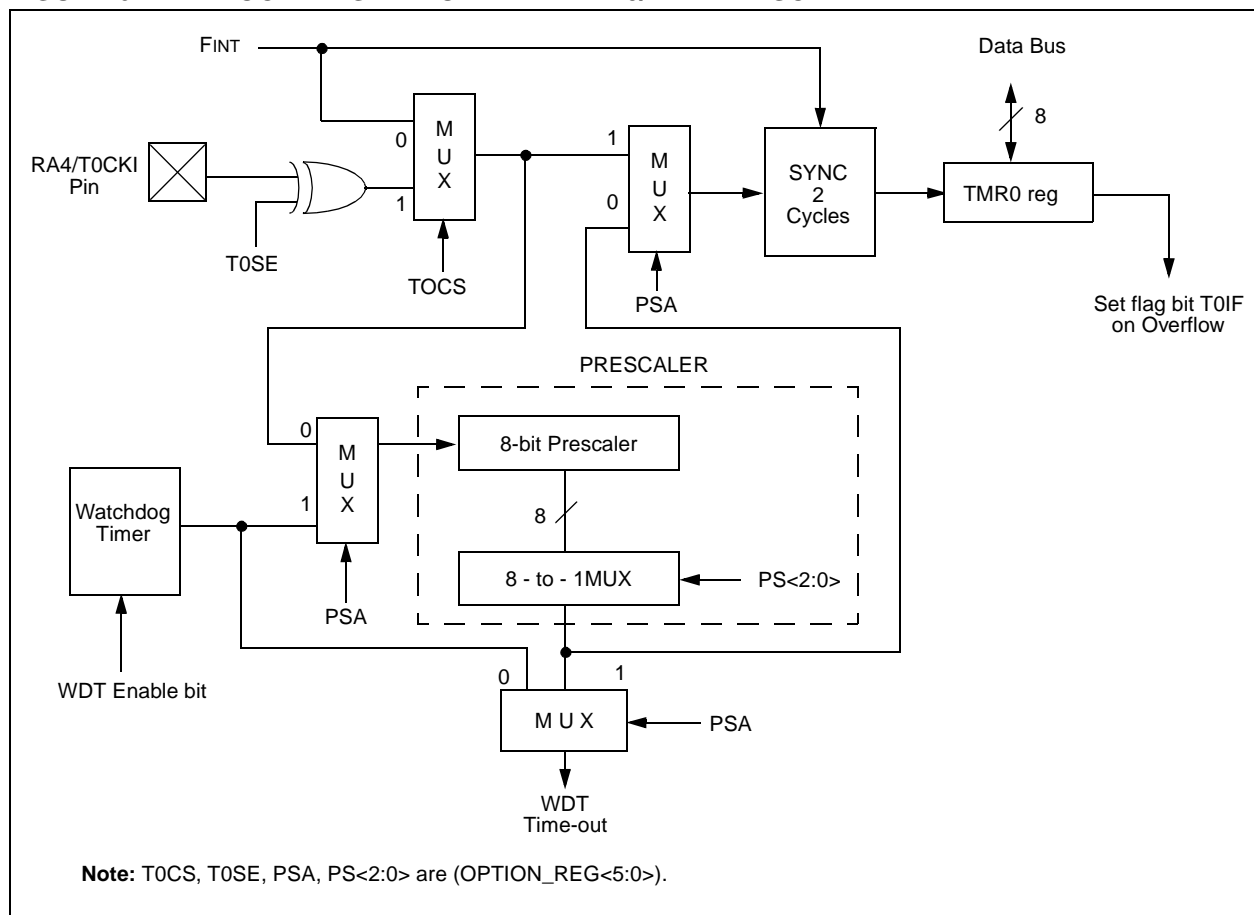 FINT
Data Bus
8
M
U
X
0
1
RA4/T0CKI
Pin
T0SE
TOCS
1
0
M
U
X
PSA
SYNC
2
Cycles
TMR0 reg
Set flag bit T0IF
on Overflow
PRESCALER
0
1
M
U
X
8-bit Prescaler
Watchdog
Timer
8
8 - to - 1MUX
PS<2:0>
PSA
WDT Enable bit
0
1
M U X
PSA
WDT
Time-out
Note: T0CS, T0SE, PSA, PS<2:0> are (OPTION_REG<5:0>).